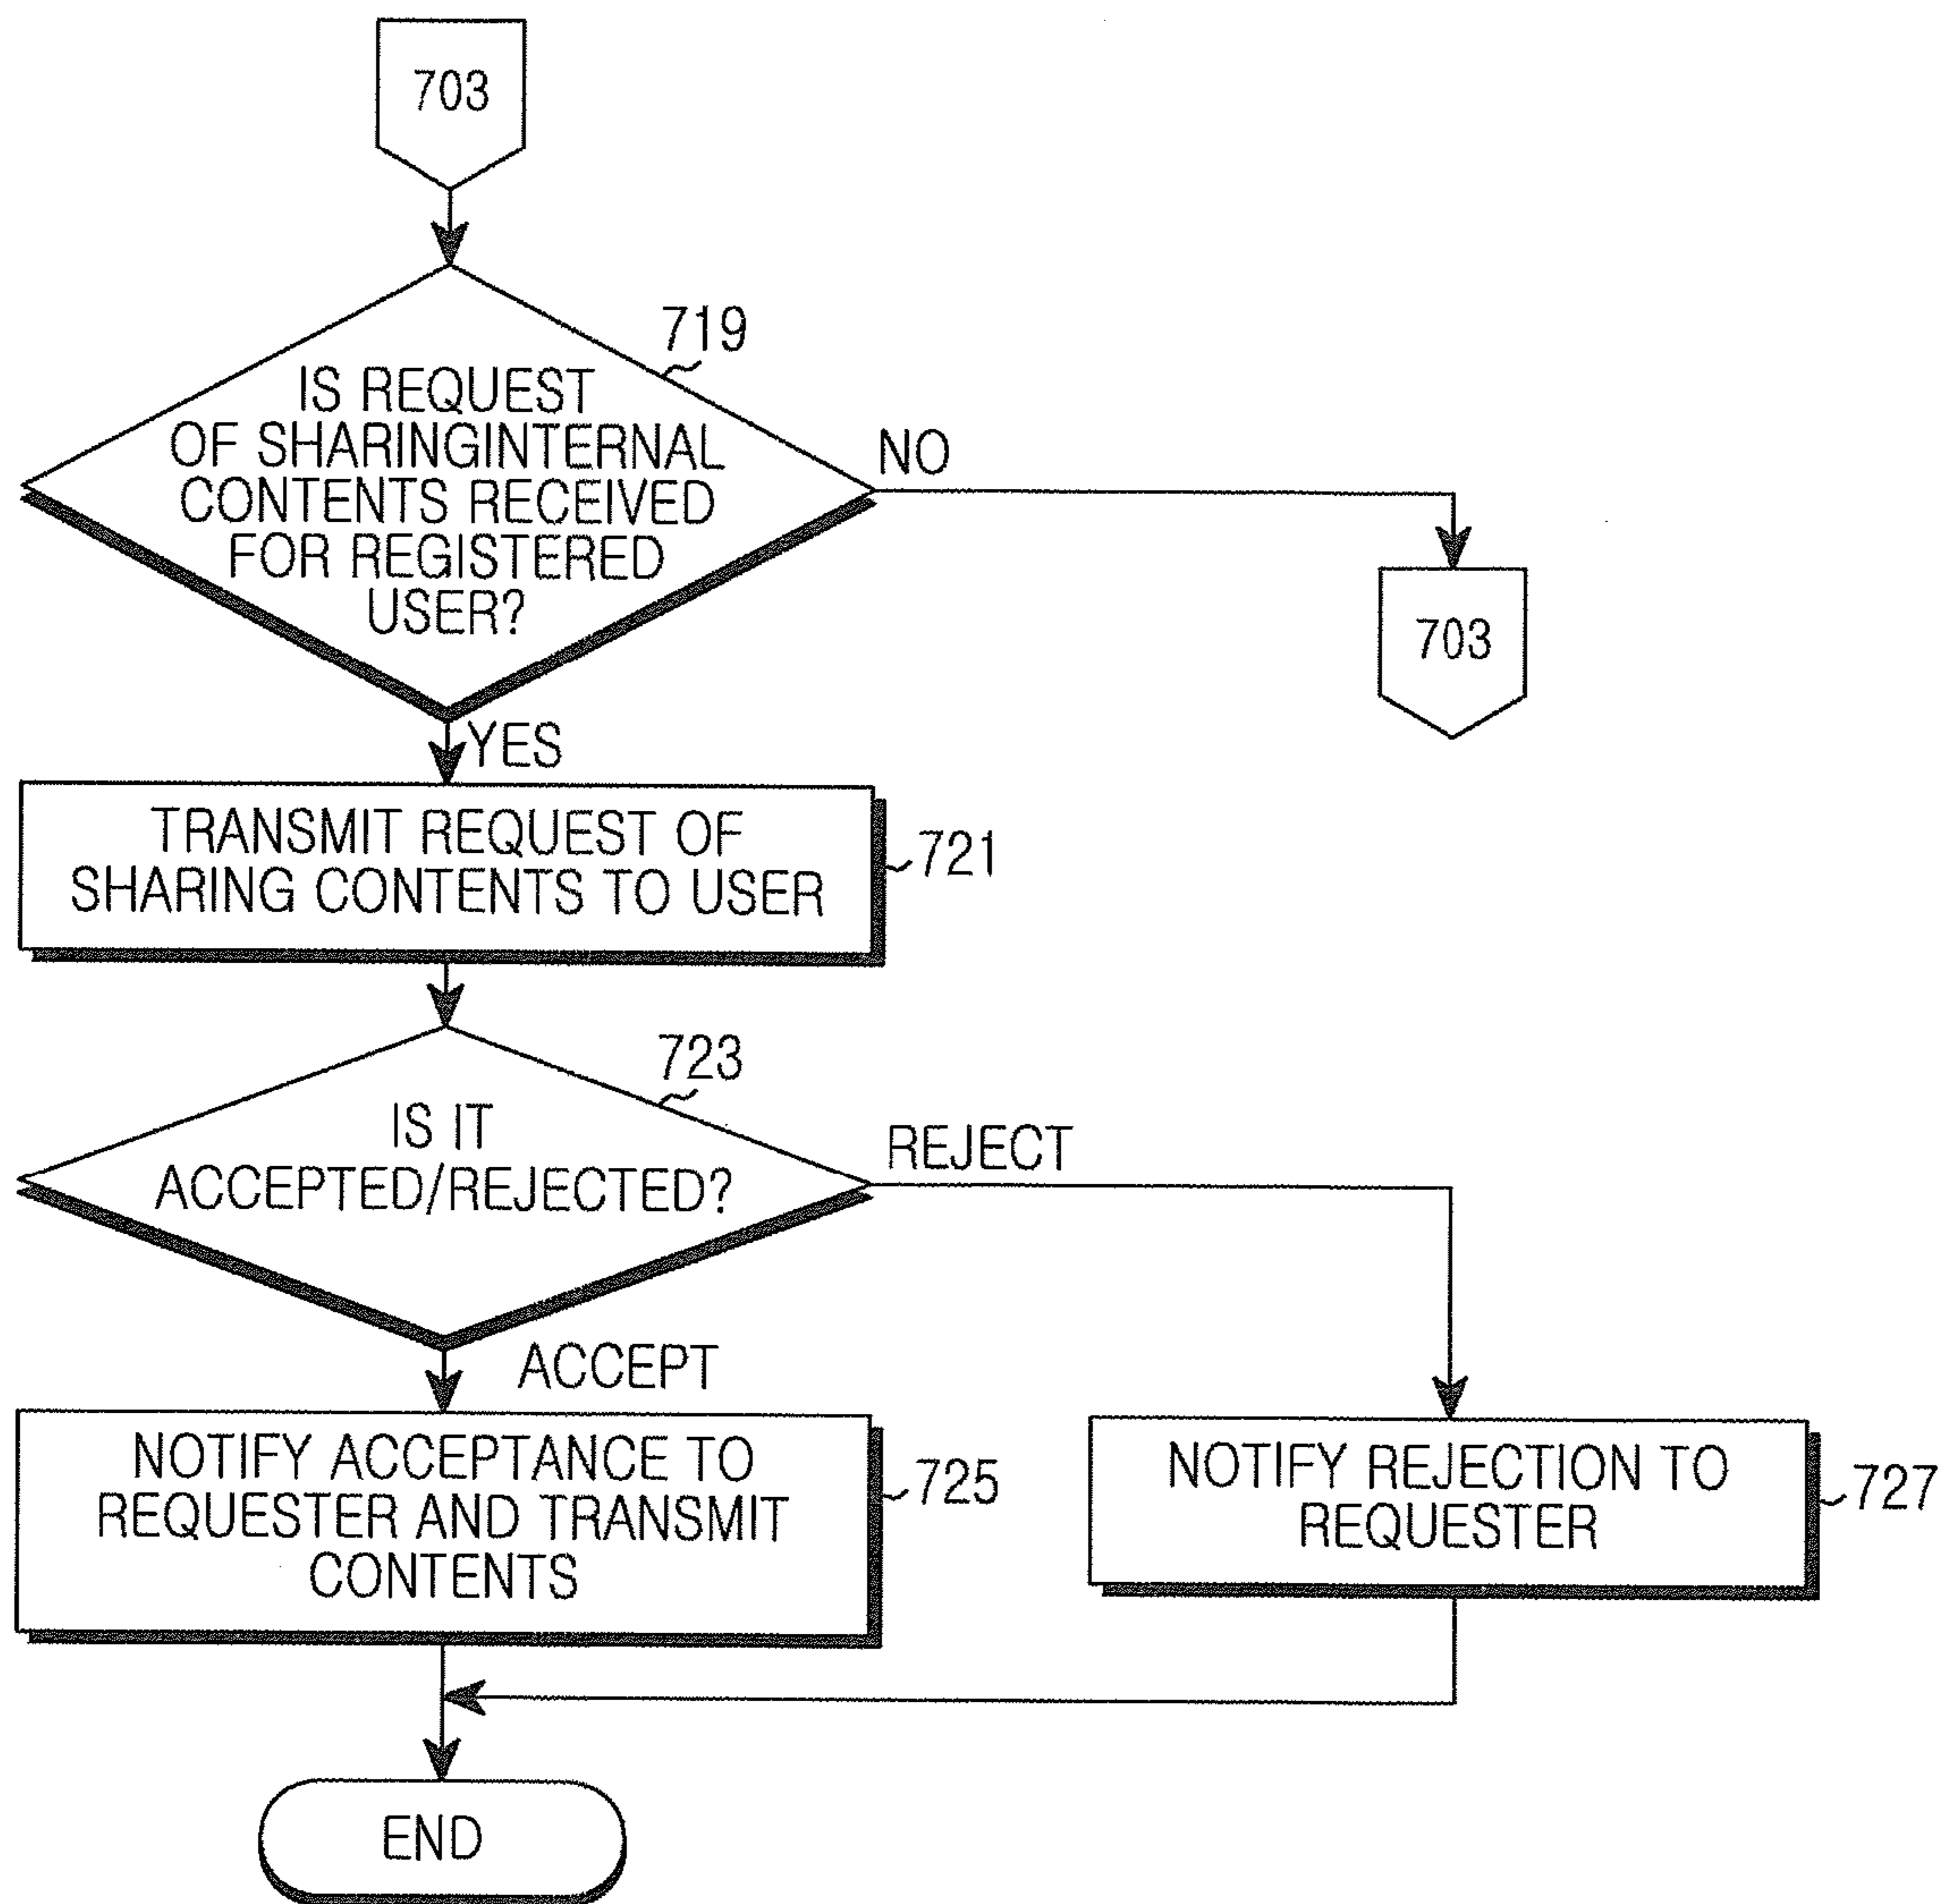 703
719
IS REQUEST
OF SHARINGINTERNAL
CONTENTS RECEIVED
FOR REGISTERED
USER?
NO
703
YES
TRANSMIT REQUEST OF
SHARING CONTENTS TO USER
721
723
IS IT
ACCEPTED/REJECTED?
REJECT
ACCEPT
NOTIFY ACCEPTANCE TO
REQUESTER AND TRANSMIT
CONTENTS
725
NOTIFY REJECTION TO
REQUESTER
727
END